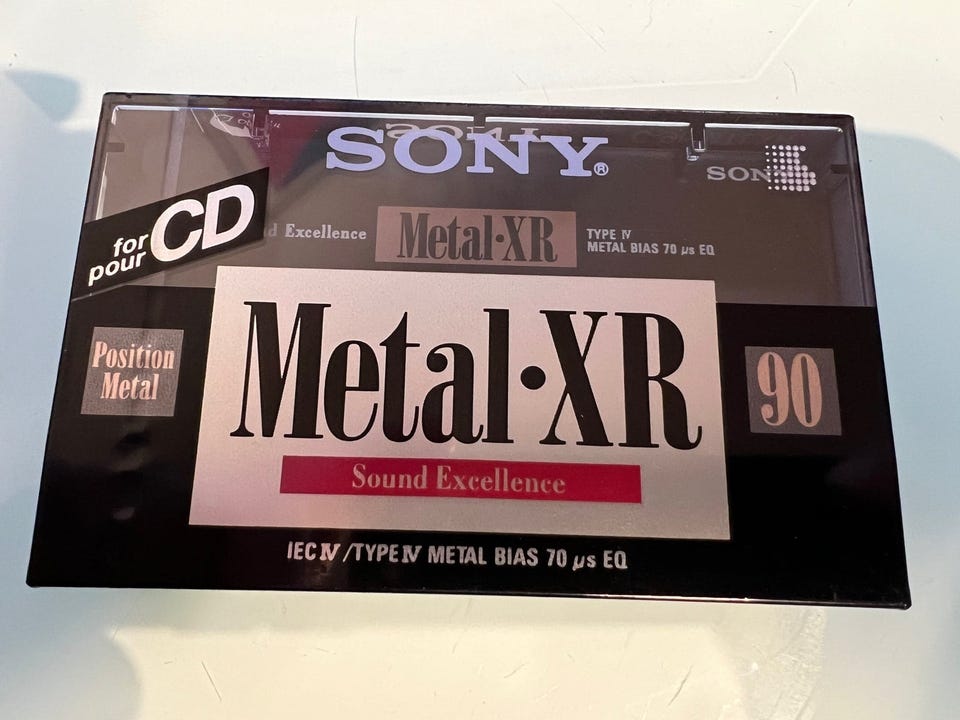 SONY®
SONY
for
pour CD
d Excellence
Metal·XR
TYPE IV
METAL BIAS 70 µs EQ
Metal·XR
Position
Metal
90
Sound Excellence
IEC IV /TYPE IV METAL BIAS 70 µs EQ